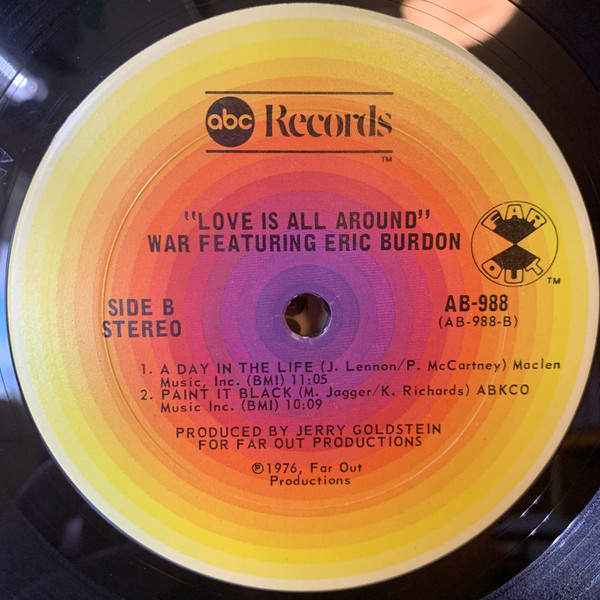 abc Records
TM
"LOVE IS ALL AROUND"
WAR FEATURING ERIC BURDON
FAR
OUT
TM
SIDE B
STEREO
AB-988
(AB-988-B)
1. A DAY IN THE LIFE (J. Lennon/P. McCartney) Maclen
Music, Inc. (BMI) 11:05
2. PAINT IT BLACK (M. Jagger/K. Richards) ABKCO
Music Inc. (BMI) 10:09
PRODUCED BY JERRY GOLDSTEIN
FOR FAR OUT PRODUCTIONS
℗1976, Far Out
Productions